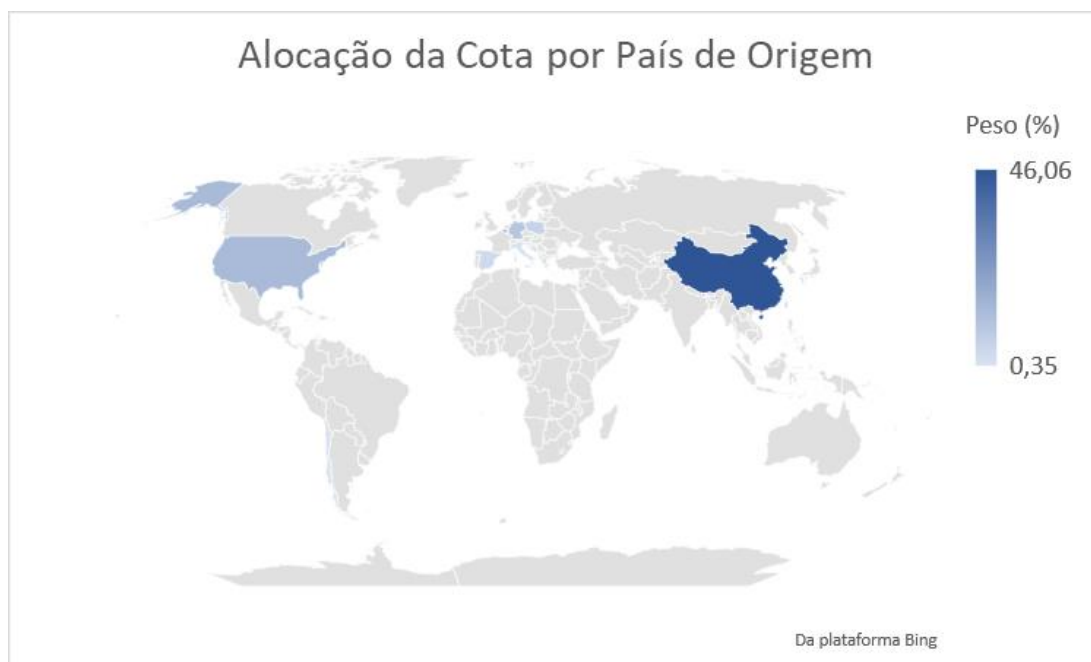 Alocação da Cota por País de Origem
Peso (%)
46,06
0,35
Da plataforma Bing